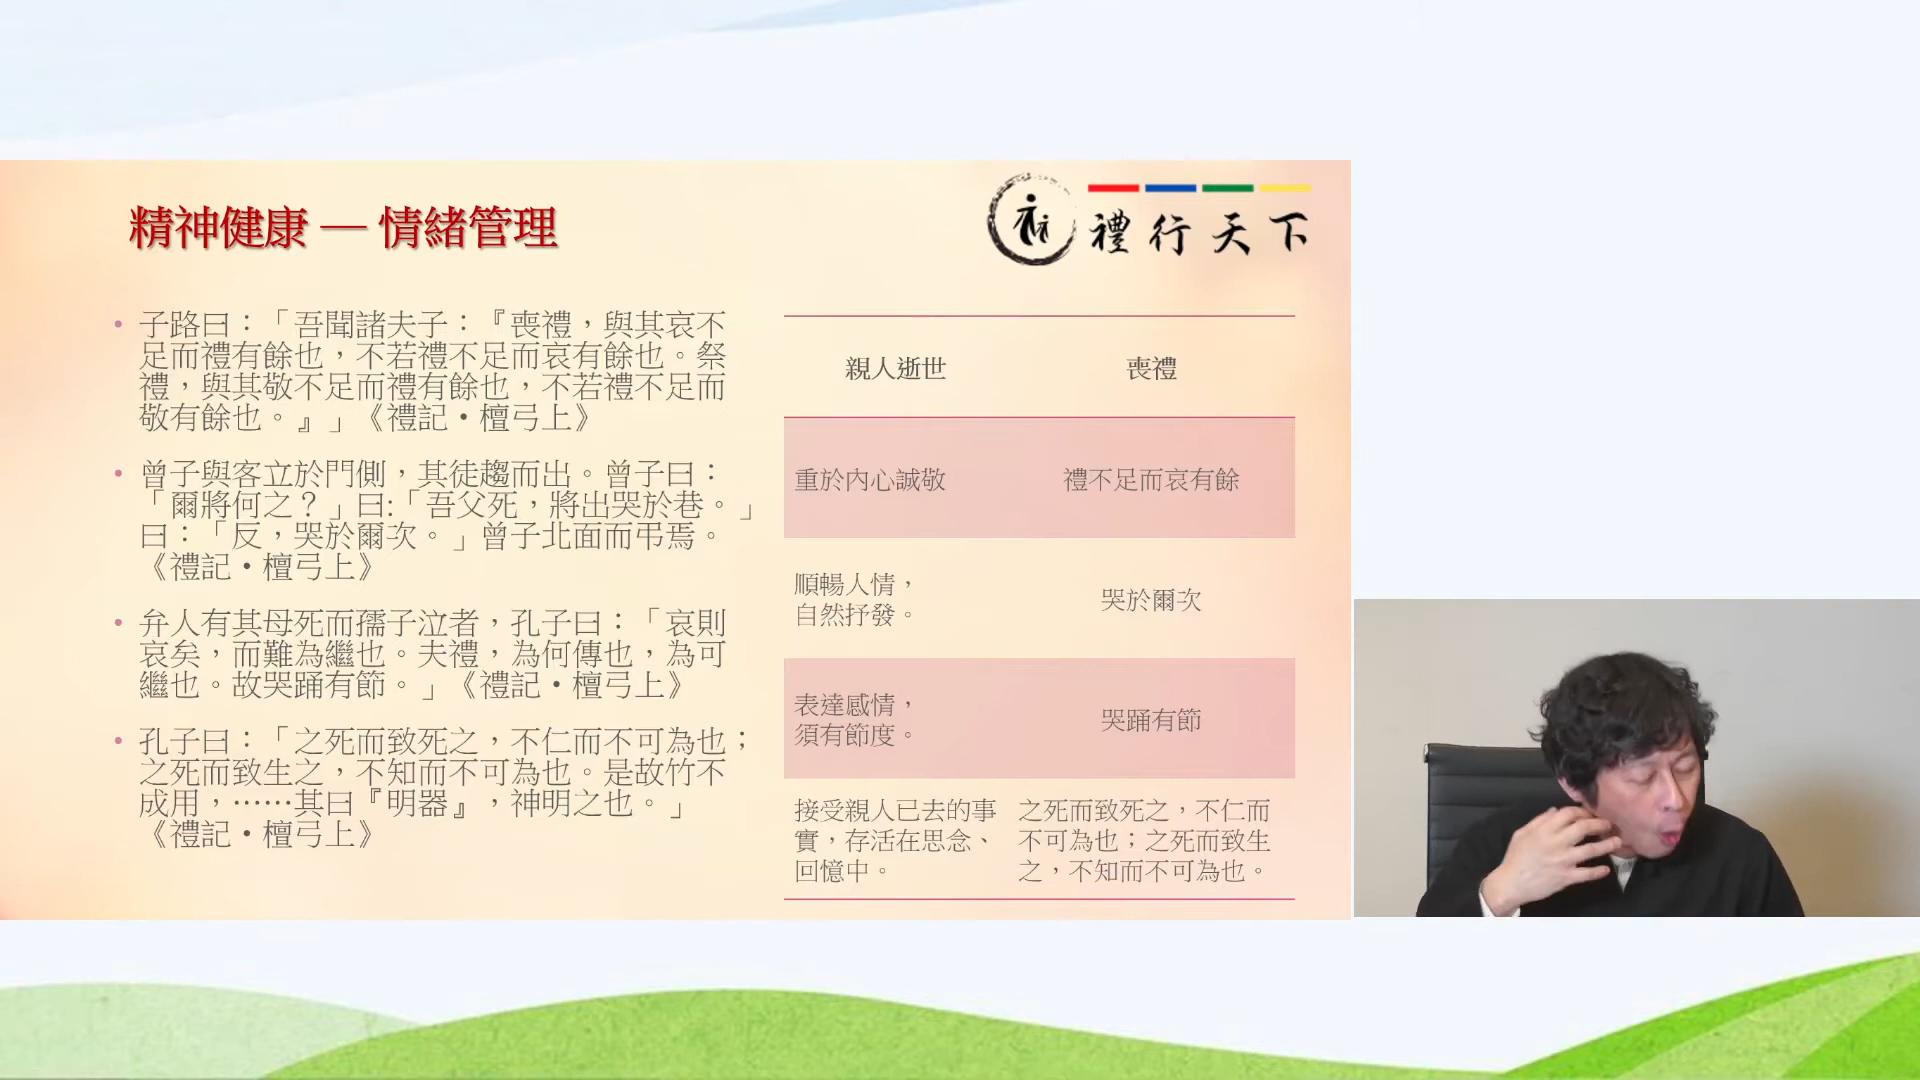 精神健康 — 情緒管理
禮行天下
• 子路曰：「吾聞諸夫子：『喪禮，與其哀不
足而禮有餘也，不若禮不足而哀有餘也。祭
禮，與其敬不足而禮有餘也，不若禮不足而
敬有餘也。』」《禮記•檀弓上》
• 曾子與客立於門側，其徒趨而出。曾子曰：
「爾將何之？」曰:「吾父死，將出哭於巷。」
曰：「反，哭於爾次。」曾子北面而弔焉。
《禮記•檀弓上》
• 弁人有其母死而孺子泣者，孔子曰：「哀則
哀矣，而難為繼也。夫禮，為何傳也，為可
繼也。故哭踊有節。」《禮記•檀弓上》
• 孔子曰：「之死而致死之，不仁而不可為也；
之死而致生之，不知而不可為也。是故竹不
成用，⋯⋯其曰『明器』，神明之也。」
《禮記•檀弓上》
親人逝世 喪禮
重於內心誠敬 禮不足而哀有餘
順暢人情，
自然抒發。
哭於爾次
表達感情，
須有節度。
哭踊有節
接受親人已去的事
實，存活在思念、
回憶中。
之死而致死之，不仁而
不可為也；之死而致生
之，不知而不可為也。